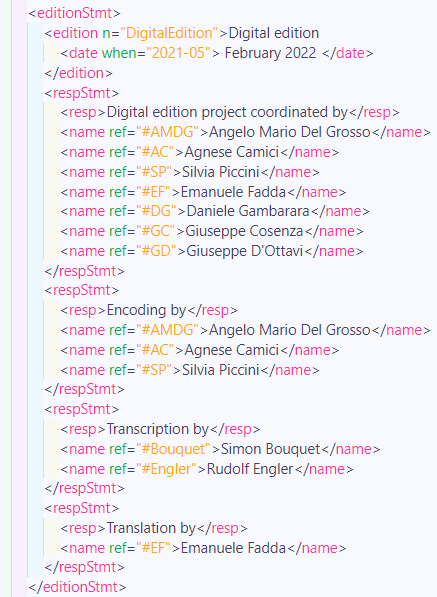 <editionStmt>
<edition n="DigitalEdition">Digital edition
<date when="2021-05"> February 2022 </date>
</edition>
<respStmt>
<resp>Digital edition project coordinated by</resp>
<name ref="#AMDG">Angelo Mario Del Grosso</name>
<name ref="#AC">Agnese Camici</name>
<name ref="#SP">Silvia Piccini</name>
<name ref="#EF">Emanuele Fadda</name>
<name ref="#DG">Daniele Gambarara</name>
<name ref="#GC">Giuseppe Cosenza</name>
<name ref="#GD">Giuseppe D'Ottavi</name>
</respStmt>
<respStmt>
<resp>Encoding by</resp>
<name ref="#AMDG">Angelo Mario Del Grosso</name>
<name ref="#AC">Agnese Camici</name>
<name ref="#SP">Silvia Piccini</name>
</respStmt>
<respStmt>
<resp>Transcription by</resp>
<name ref="#Bouquet">Simon Bouquet</name>
<name ref="#Engler">Rudolf Engler</name>
</respStmt>
<respStmt>
<resp>Translation by</resp>
<name ref="#EF">Emanuele Fadda</name>
</respStmt>
</editionStmt>